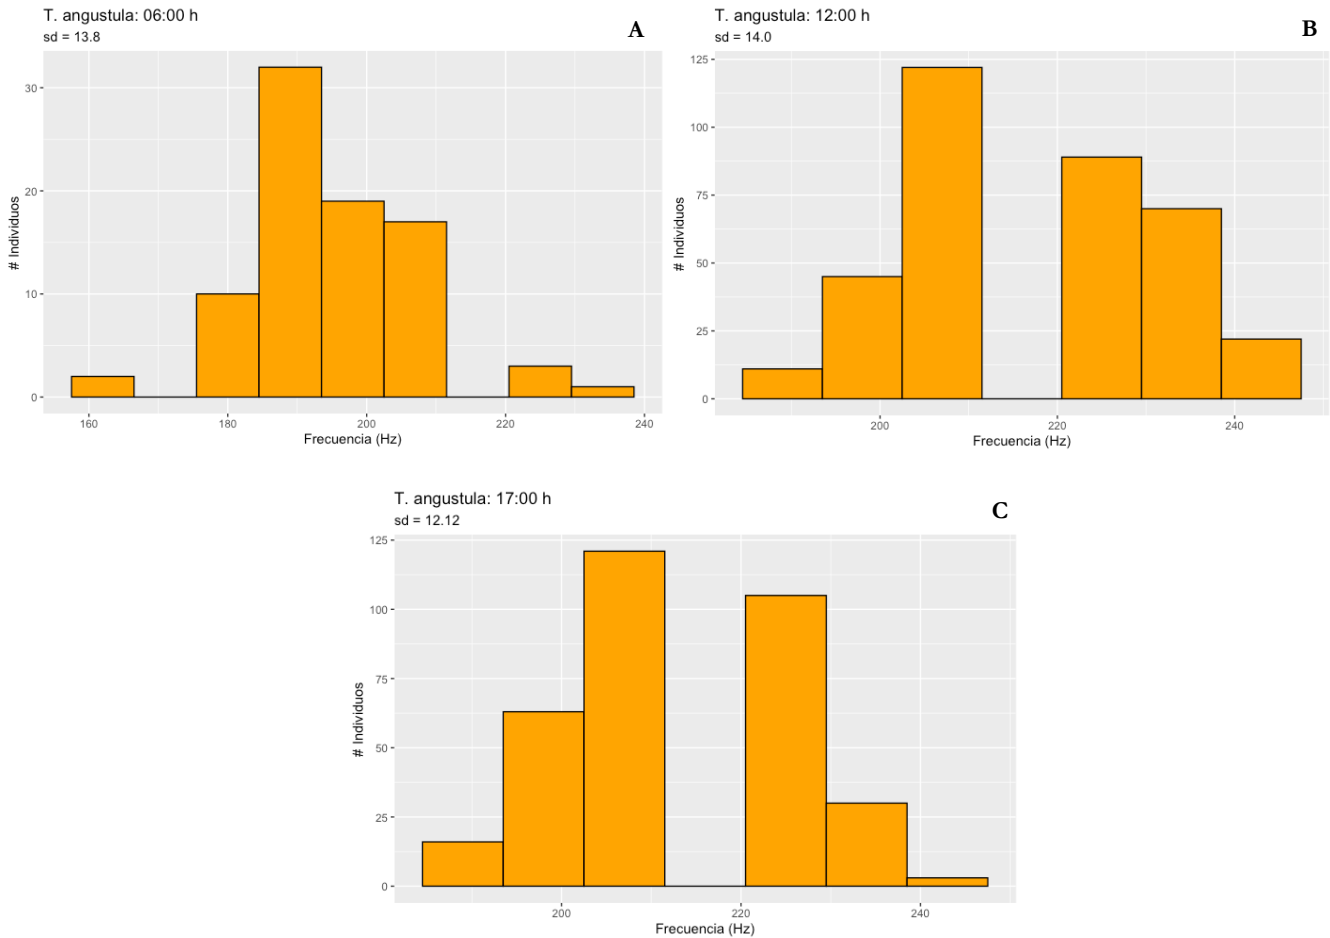 T. angustula: 06:00 h
sd = 13.8
A
# Individuos
30
20
10
0
160 180 200 220 240
Frecuencia (Hz)
T. angustula: 12:00 h
sd = 14.0
B
# Individuos
125
100
75
50
25
0
200 220 240
Frecuencia (Hz)
T. angustula: 17:00 h
sd = 12.12
C
# Individuos
125
100
75
50
25
0
200 220 240
Frecuencia (Hz)